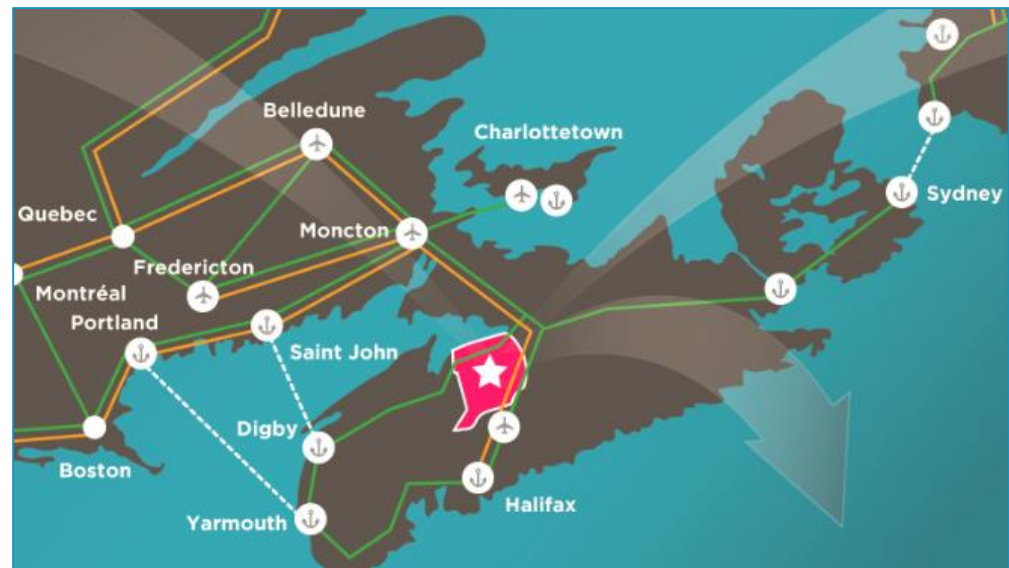 Belledune
Charlottetown
Quebec
Moncton
Sydney
Fredericton
Montréal
Portland
Saint John
Digby
Boston
Halifax
Yarmouth